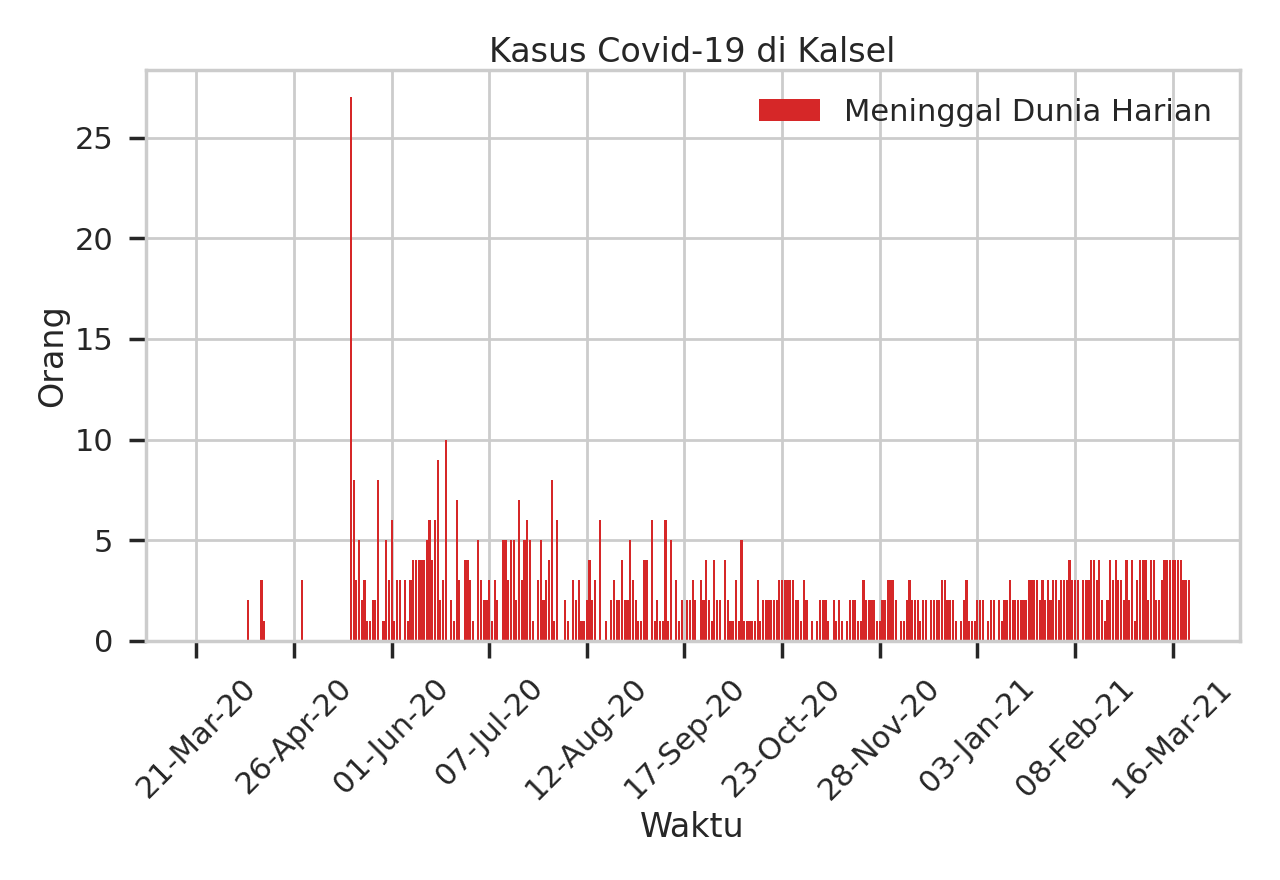 Kasus Covid-19 di Kalsel
Meninggal Dunia Harian
Orang
25
20
15
10
5
0
21-Mar-20
26-Apr-20
01-Jun-20
07-Jul-20
12-Aug-20
17-Sep-20
23-Oct-20
28-Nov-20
03-Jan-21
08-Feb-21
16-Mar-21
Waktu